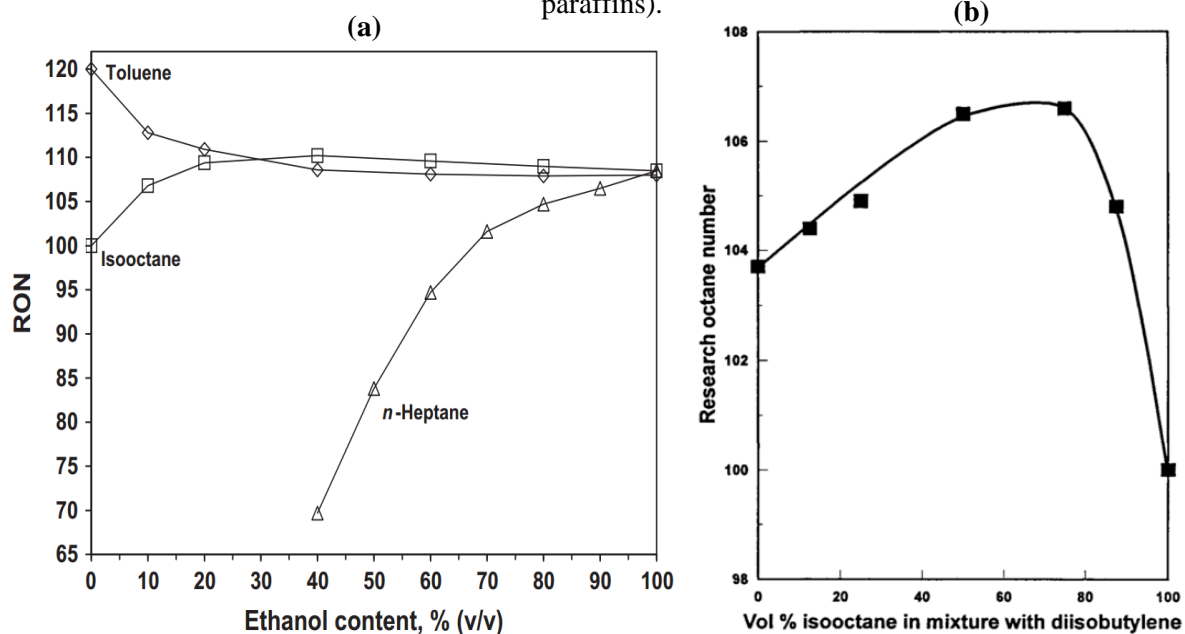 paraffins).
(a)
120
115
110
105
100
95
90
85
80
75
70
65
RON
Toluene
Isooctane
n-Heptane
0 10 20 30 40 50 60 70 80 90 100
Ethanol content, % (v/v)
(b)
108
106
104
102
100
98
Research octane number
0 20 40 60 80 100
Vol % isooctane in mixture with diisobutylene